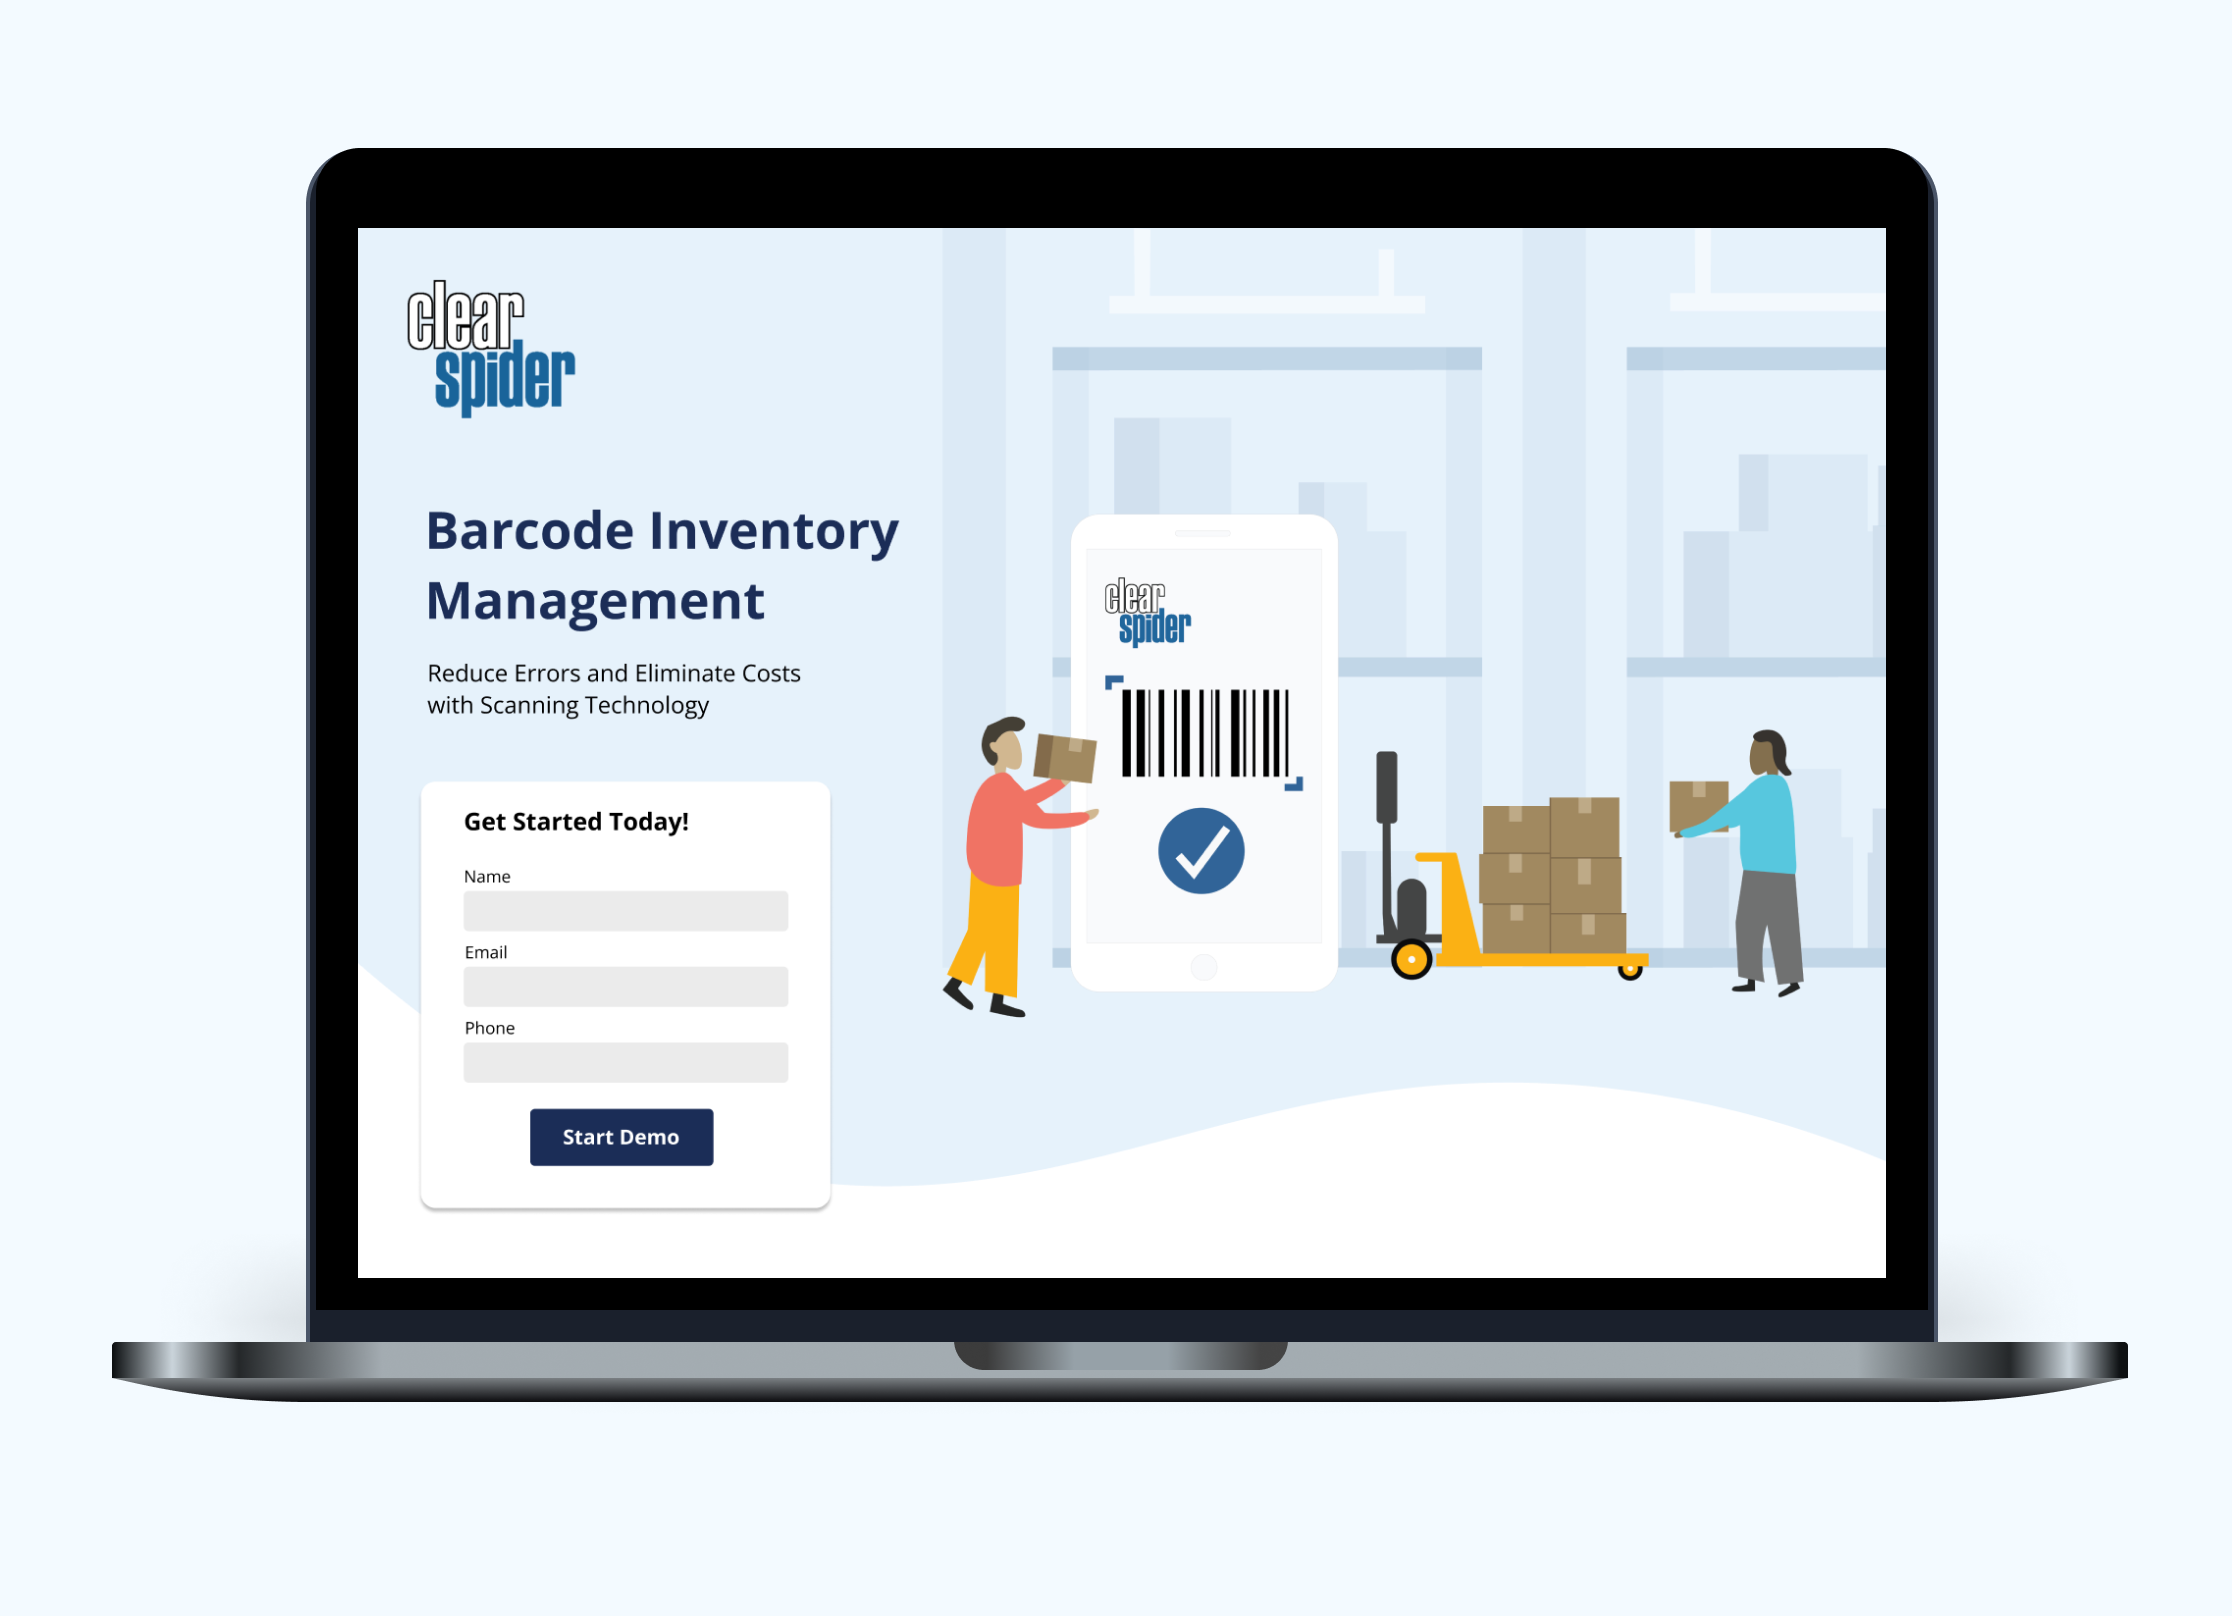 clear
spider
Barcode Inventory
Management
Reduce Errors and Eliminate Costs
with Scanning Technology
Get Started Today!
Name
Email
Phone
Start Demo
clear
spider